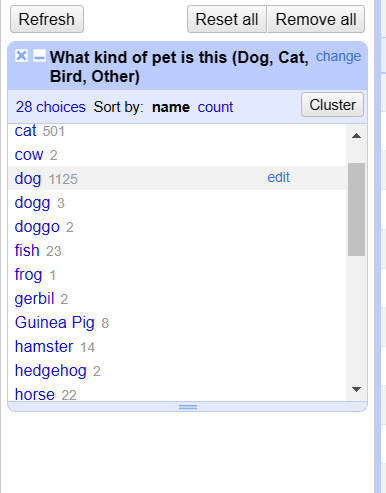 Refresh Reset all Remove all
What kind of pet is this (Dog, Cat, change
Bird, Other)
28 choices Sort by: name count Cluster
cat 501
cow 2
dog 1125 edit
dogg 3
doggo 2
fish 23
frog 1
gerbil 2
Guinea Pig 8
hamster 14
hedgehog 2
horse 22